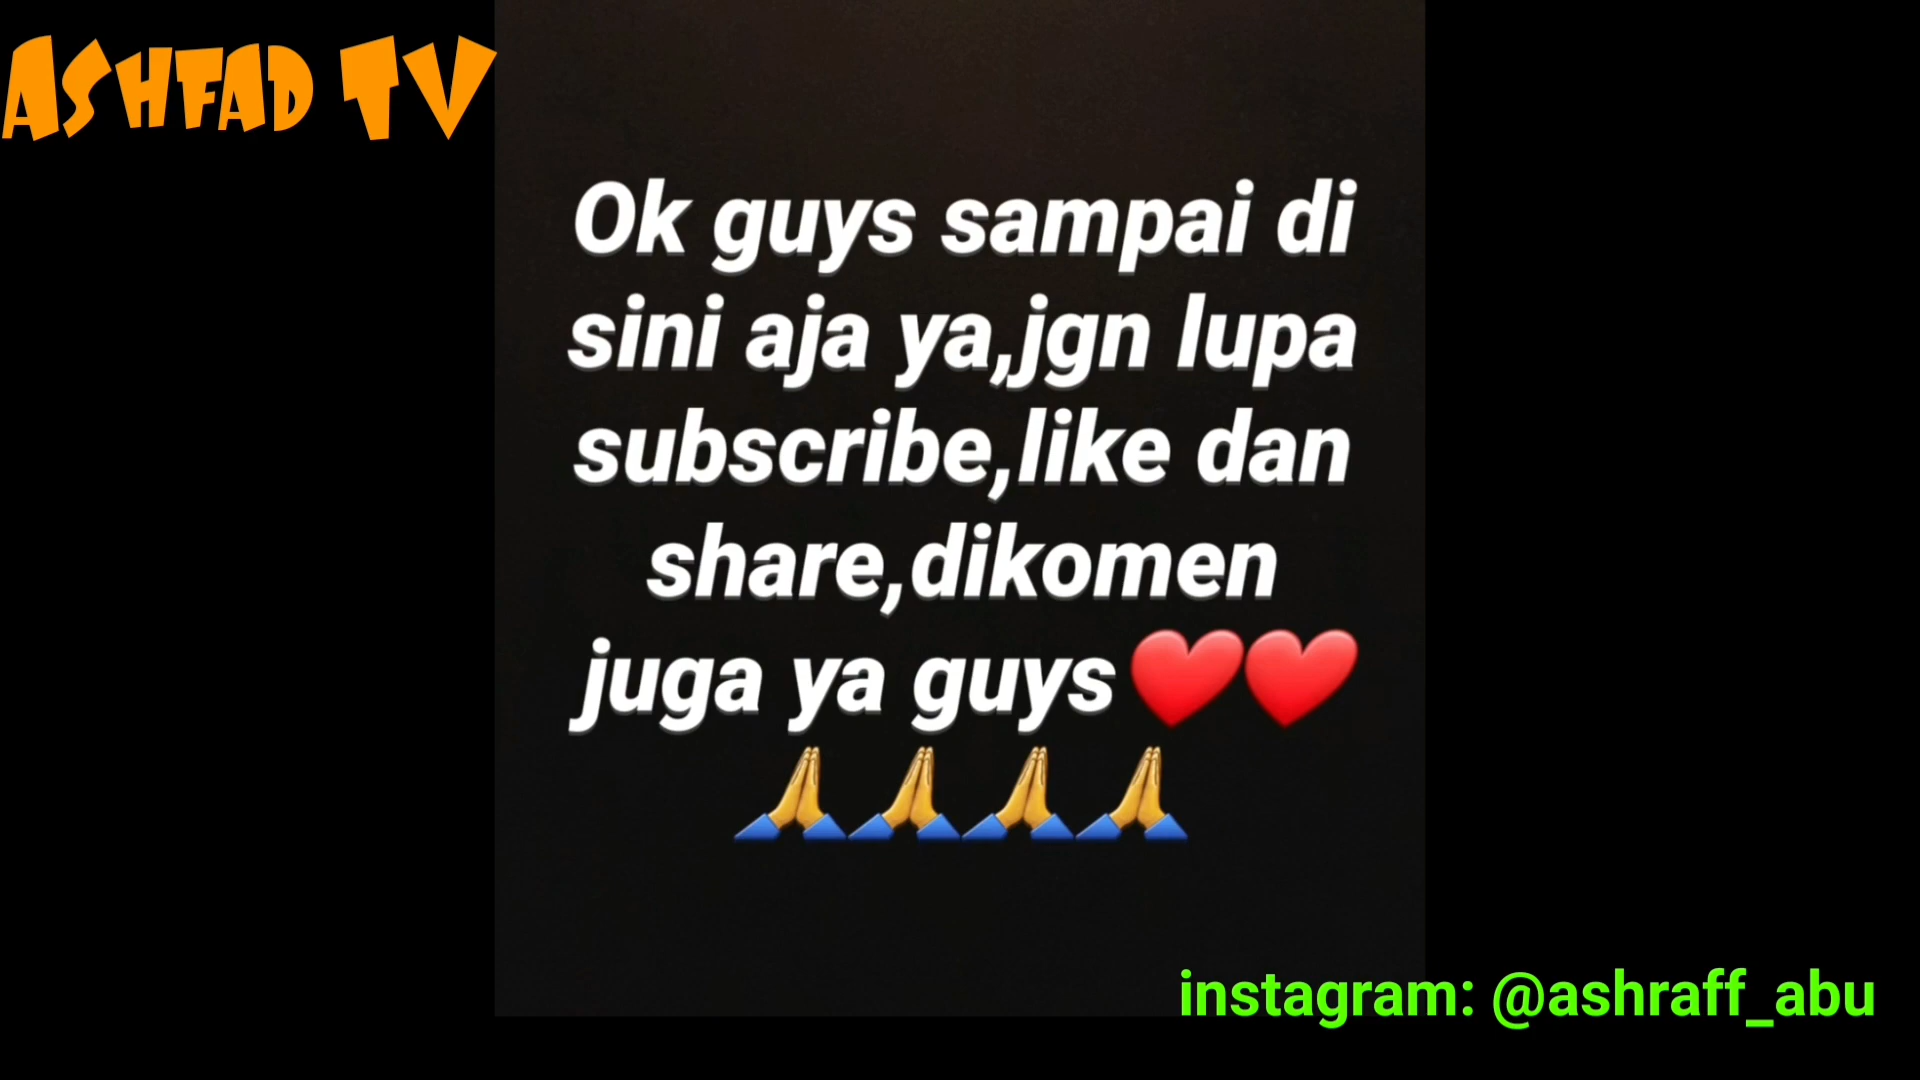 ASHFAD TV
Ok guys sampai di
sini aja ya,jgn lupa
subscribe,like dan
share,dikomen
juga ya guys❤️❤️
🙏🙏🙏🙏
instagram: @ashraff_abu